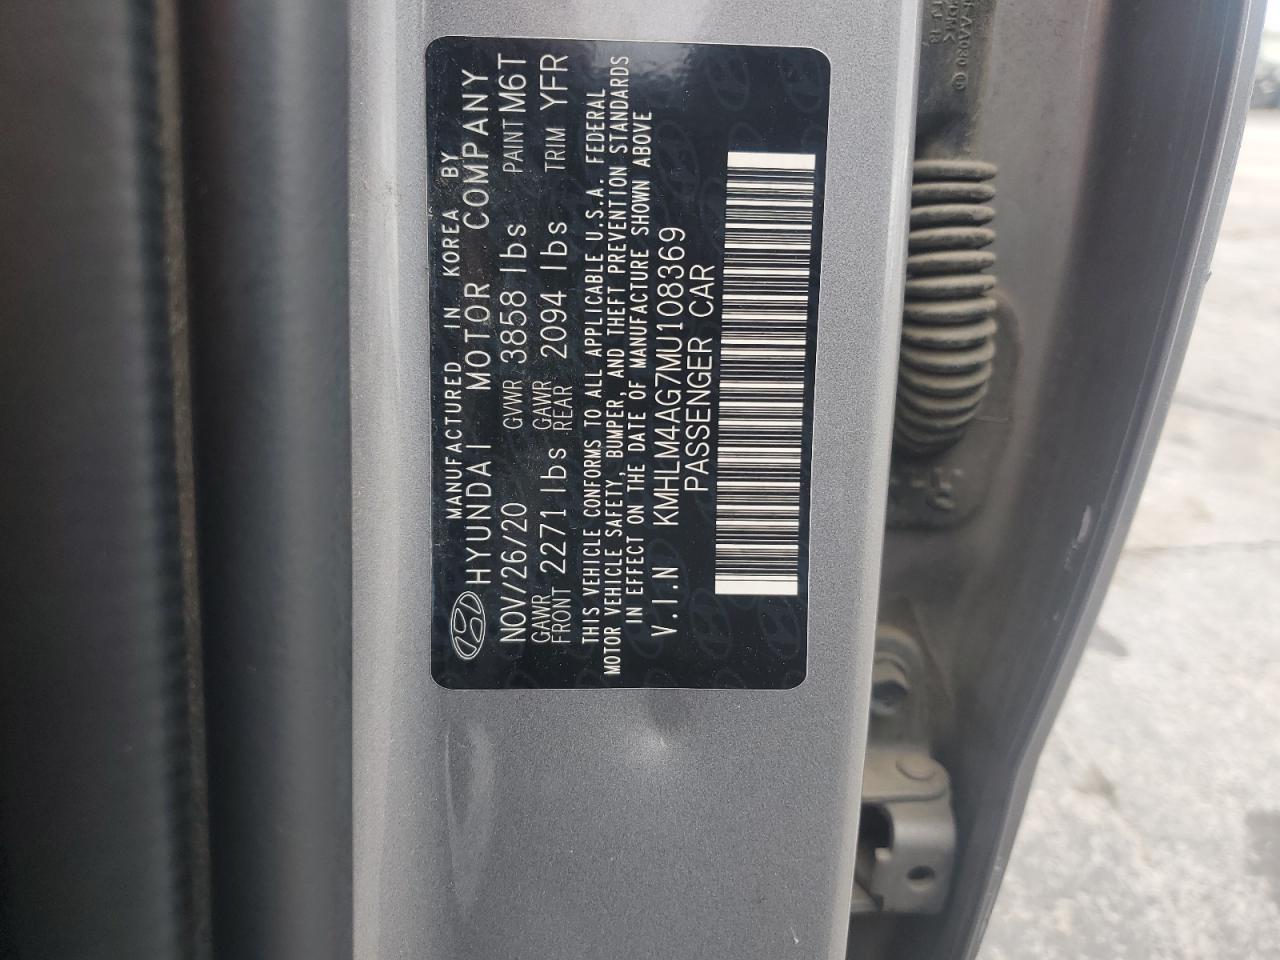 MANUFACTURED IN KOREA BY
HYUNDAI MOTOR COMPANY
NOV/26/20 GVWR 3858 lbs PAINT M6T
GAWR FRONT 2271 lbs GAWR REAR 2094 lbs TRIM YFR
THIS VEHICLE CONFORMS TO ALL APPLICABLE U.S.A. FEDERAL
MOTOR VEHICLE SAFETY, BUMPER, AND THEFT PREVENTION STANDARDS
IN EFFECT ON THE DATE OF MANUFACTURE SHOWN ABOVE
V.I.N KMHLM4AG7MU108369
PASSENGER CAR